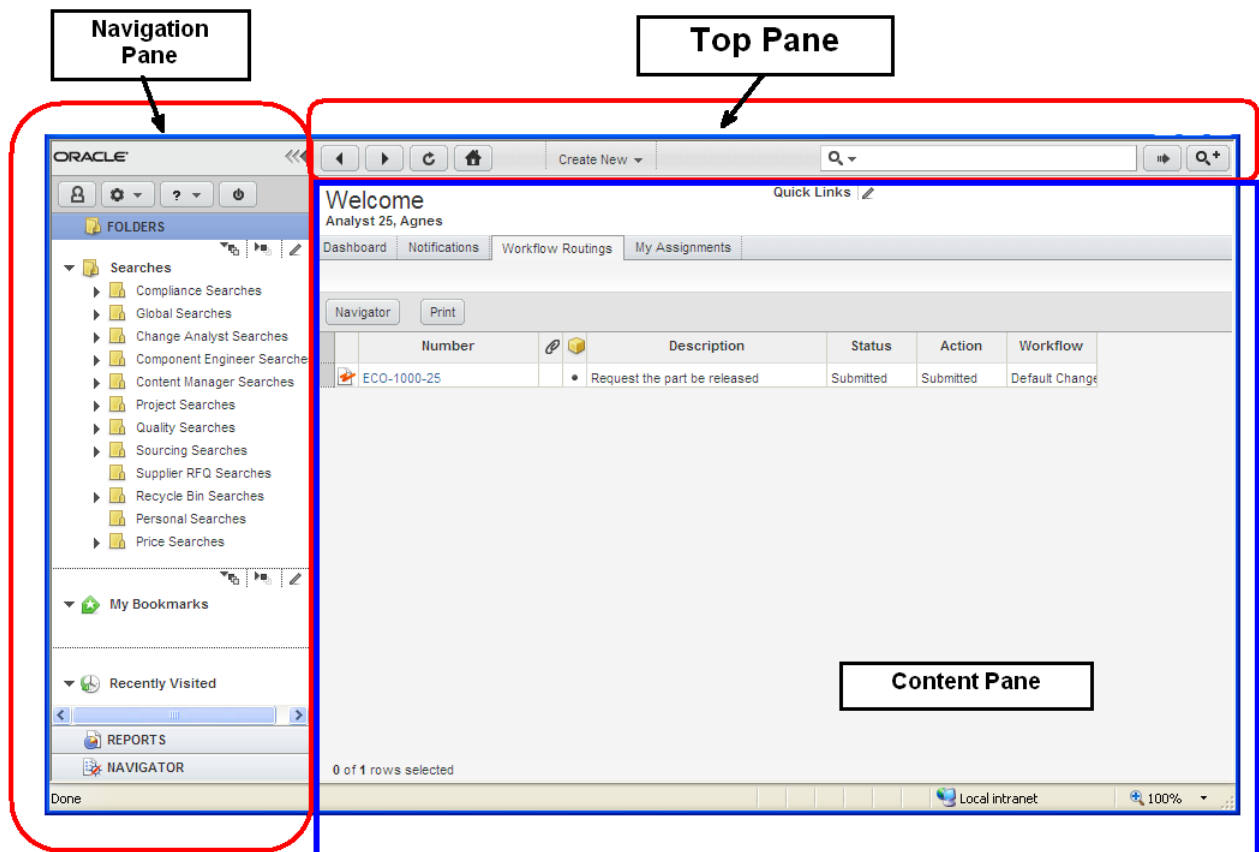 Navigation
Pane
Top Pane
ORACLE
Create New
?
Welcome
Quick Links
Analyst 25, Agnes
FOLDERS
Dashboard Notifications Workflow Routings My Assignments
Searches
Compliance Searches
Global Searches
Change Analyst Searches
Component Engineer Searche
Content Manager Searches
Project Searches
Quality Searches
Sourcing Searches
Supplier RFQ Searches
Recycle Bin Searches
Personal Searches
Price Searches
My Bookmarks
Recently Visited
REPORTS
NAVIGATOR
Navigator Print
Number Description Status Action Workflow
ECO-1000-25 Request the part be released Submitted Submitted Default Change
Content Pane
0 of 1 rows selected
Done Local intranet 100%